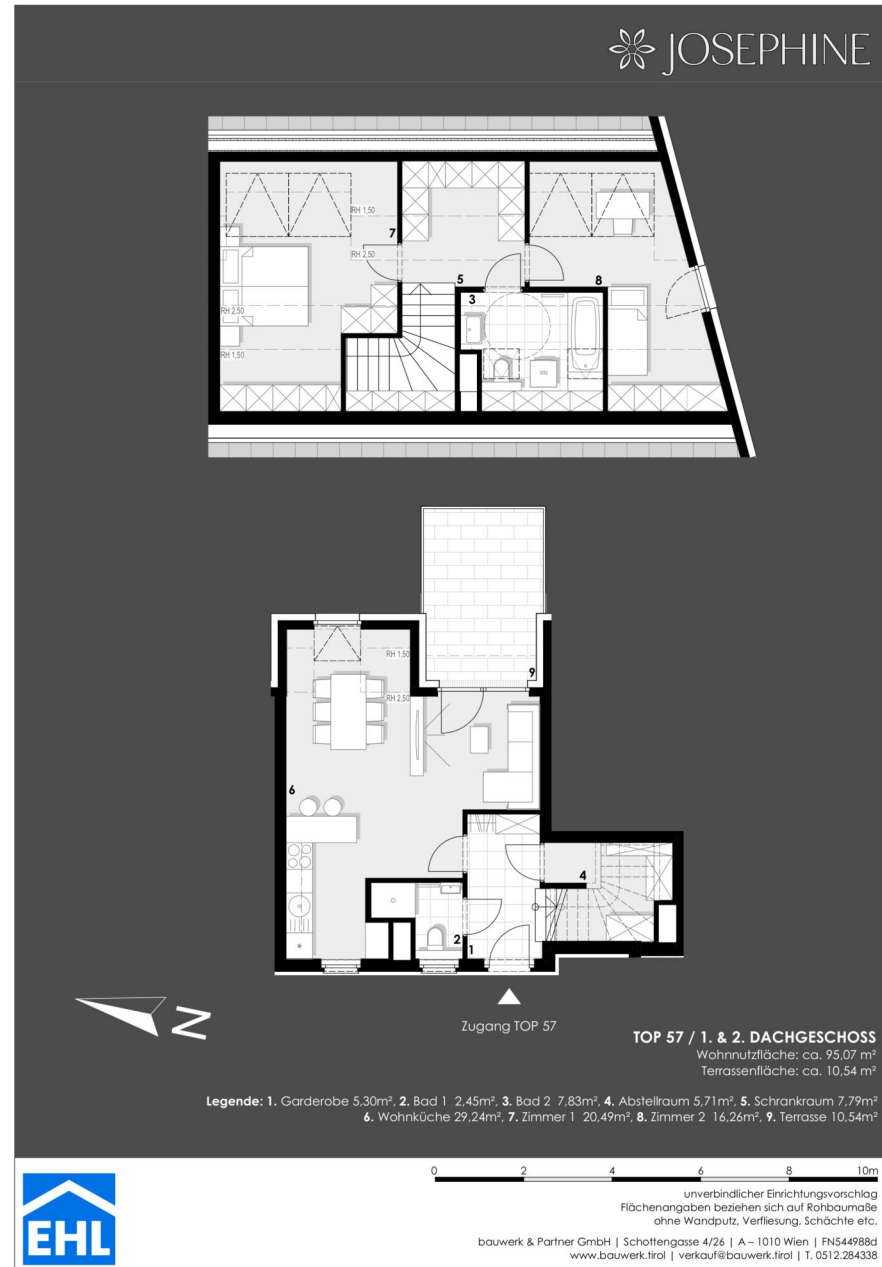 JOSEPHINE
RH 1,50
7
RH 2,50
5
8
3
RH 2,50
RH 1,50
WM
9
RH 1,50
RH 2,50
6
4
2
1
Zugang TOP 57
N
TOP 57 / 1. & 2. DACHGESCHOSS
Wohnnutzfläche: ca. 95,07 m²
Terrassenfläche: ca. 10,54 m²
Legende: 1. Garderobe 5,30m², 2. Bad 1 2,45m², 3. Bad 2 7,83m², 4. Abstellraum 5,71m², 5. Schrankraum 7,79m²
6. Wohnküche 29,24m², 7. Zimmer 1 20,49m², 8. Zimmer 2 16,26m², 9. Terrasse 10,54m²
0 2 4 6 8 10m
unverbindlicher Einrichtungsvorschlag
Flächenangaben beziehen sich auf Rohbaumaße
ohne Wandputz, Verfliesung, Schächte etc.
bauwerk & Partner GmbH | Schottengasse 4/26 | A – 1010 Wien | FN544988d
www.bauwerk.tirol | verkauf@bauwerk.tirol | T. 0512.284338
EHL